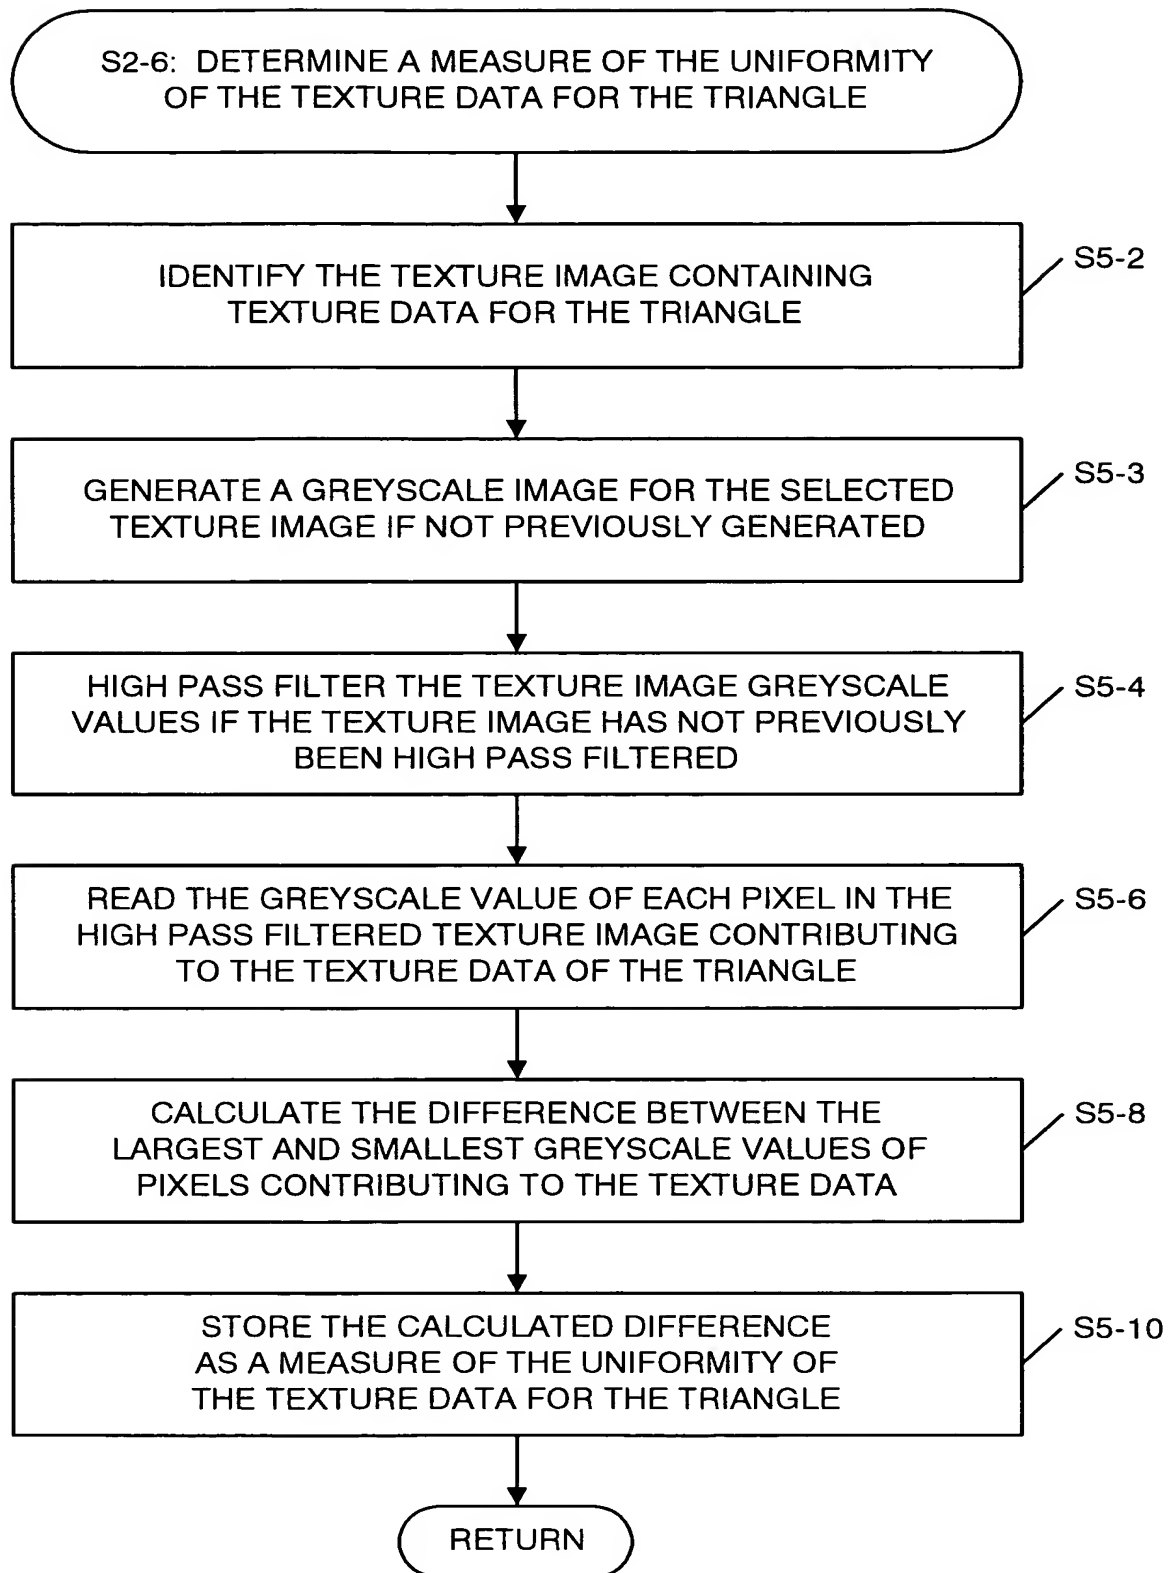 S2-6: DETERMINE A MEASURE OF THE UNIFORMITY
OF THE TEXTURE DATA FOR THE TRIANGLE
IDENTIFY THE TEXTURE IMAGE CONTAINING
TEXTURE DATA FOR THE TRIANGLE
S5-2
GENERATE A GREYSCALE IMAGE FOR THE SELECTED
TEXTURE IMAGE IF NOT PREVIOUSLY GENERATED
S5-3
HIGH PASS FILTER THE TEXTURE IMAGE GREYSCALE
VALUES IF THE TEXTURE IMAGE HAS NOT PREVIOUSLY
BEEN HIGH PASS FILTERED
S5-4
READ THE GREYSCALE VALUE OF EACH PIXEL IN THE
HIGH PASS FILTERED TEXTURE IMAGE CONTRIBUTING
TO THE TEXTURE DATA OF THE TRIANGLE
S5-6
CALCULATE THE DIFFERENCE BETWEEN THE
LARGEST AND SMALLEST GREYSCALE VALUES OF
PIXELS CONTRIBUTING TO THE TEXTURE DATA
S5-8
STORE THE CALCULATED DIFFERENCE
AS A MEASURE OF THE UNIFORMITY OF
THE TEXTURE DATA FOR THE TRIANGLE
S5-10
RETURN